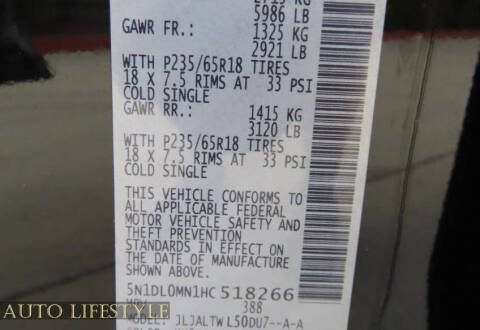 5986 LB
GAWR FR.: 1325 KG
2921 LB
WITH P235/65R18 TIRES
18 X 7.5 RIMS AT 33 PSI
COLD SINGLE
GAWR RR.: 1415 KG
3120 LB
WITH P235/65R18 TIRES
18 X 7.5 RIMS AT 33 PSI
COLD SINGLE
THIS VEHICLE CONFORMS TO
ALL APPLICABLE FEDERAL
MOTOR VEHICLE SAFETY AND
THEFT PREVENTION
STANDARDS IN EFFECT ON
THE DATE OF MANUFACTURE
SHOWN ABOVE.
5N1DL0MN1HC518266
388
AUTO LIFESTYLE